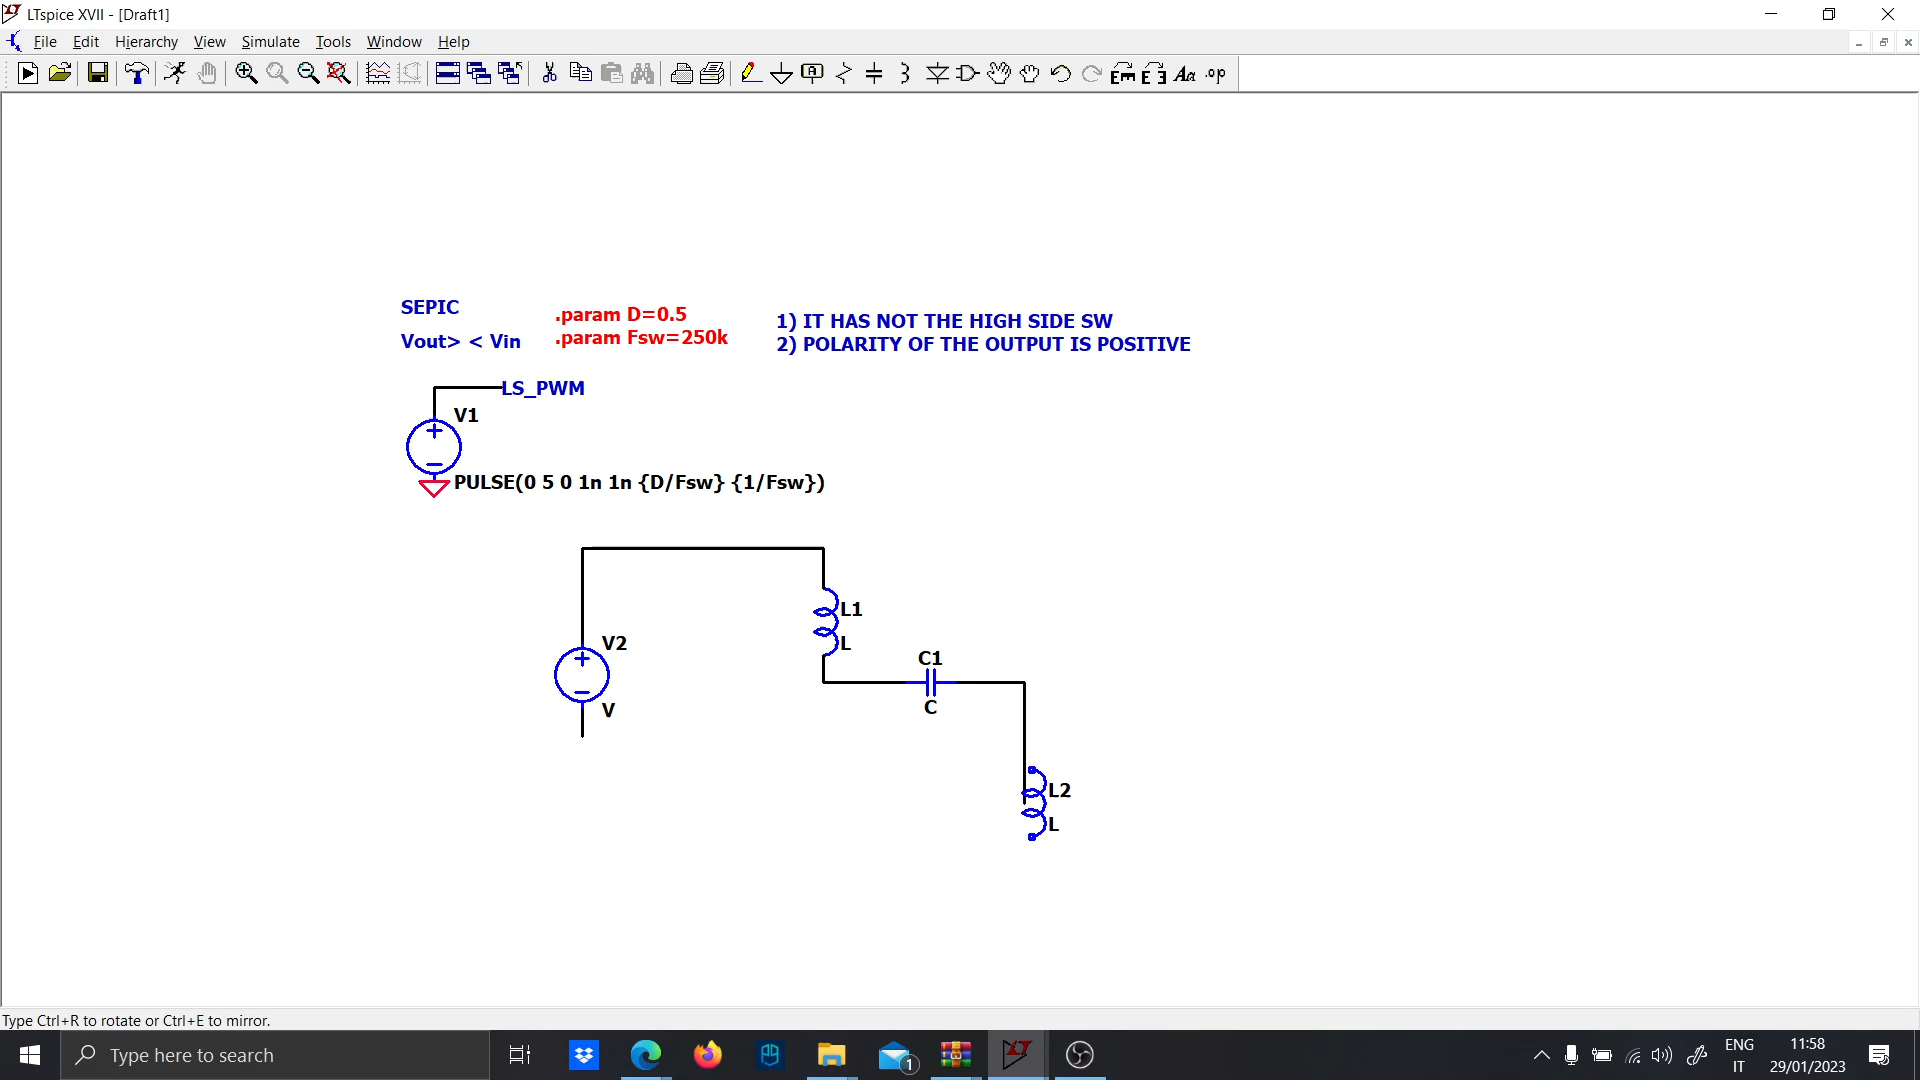 LTspice XVII - [Draft1]
File Edit Hierarchy View Simulate Tools Window Help
SEPIC
Vout> < Vin
.param D=0.5
.param Fsw=250k
1) IT HAS NOT THE HIGH SIDE SW
2) POLARITY OF THE OUTPUT IS POSITIVE
LS_PWM
V1
PULSE(0 5 0 1n 1n {D/Fsw} {1/Fsw})
L1
L
V2
V
C1
C
L2
L
Type Ctrl+R to rotate or Ctrl+E to mirror.
Type here to search
1
ENG
IT
11:58
29/01/2023